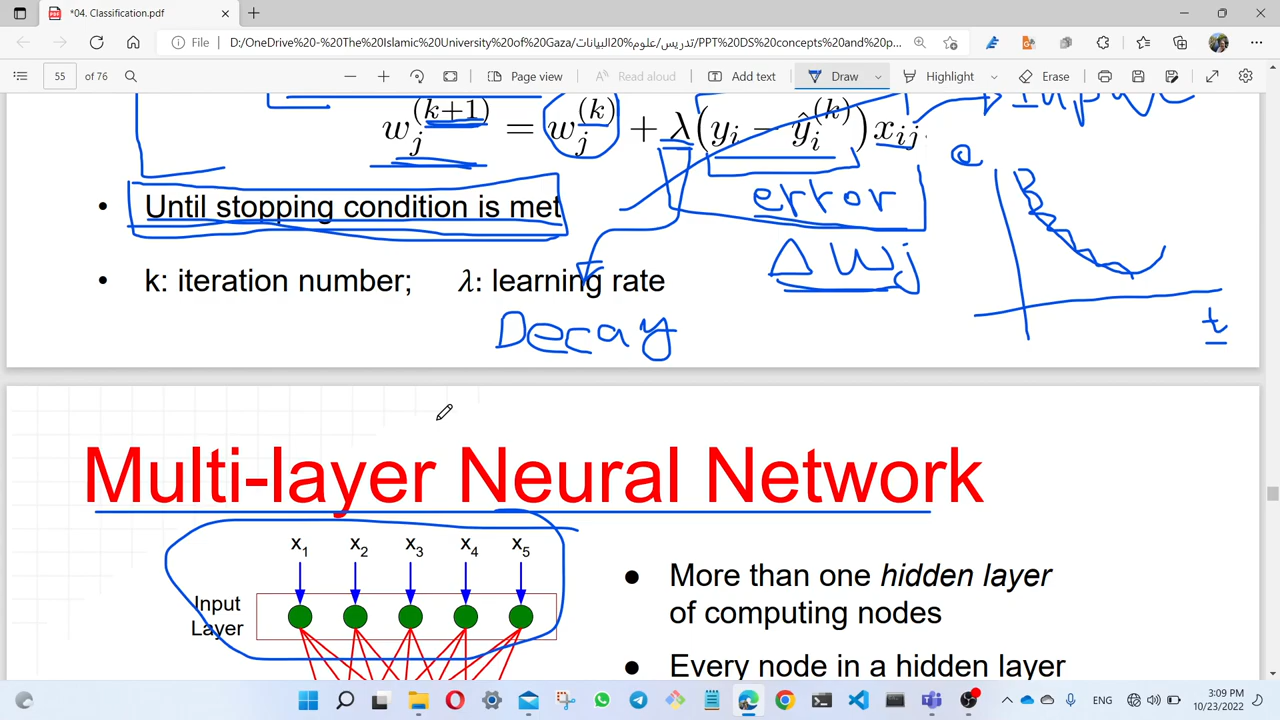 *04. Classification.pdf
File D:/OneDrive%20-%20The%20Islamic%20University%20of%20Gaza/تدريس/علوم%20البيانات/PPT%20DS%20concepts%20and%20p...
55 of 76 Page view Read aloud Add text Draw Highlight Erase
w_j^(k+1) = w_j^(k) + λ(y_i − ŷ_i^(k)) x_ij .
e
• Until stopping condition is met
error
Δ Wj
• k: iteration number; λ: learning rate
Decay
t
Multi-layer Neural Network
x1 x2 x3 x4 x5
Input
Layer
• More than one hidden layer
of computing nodes
• Every node in a hidden layer
ENG
3:09 PM
10/23/2022